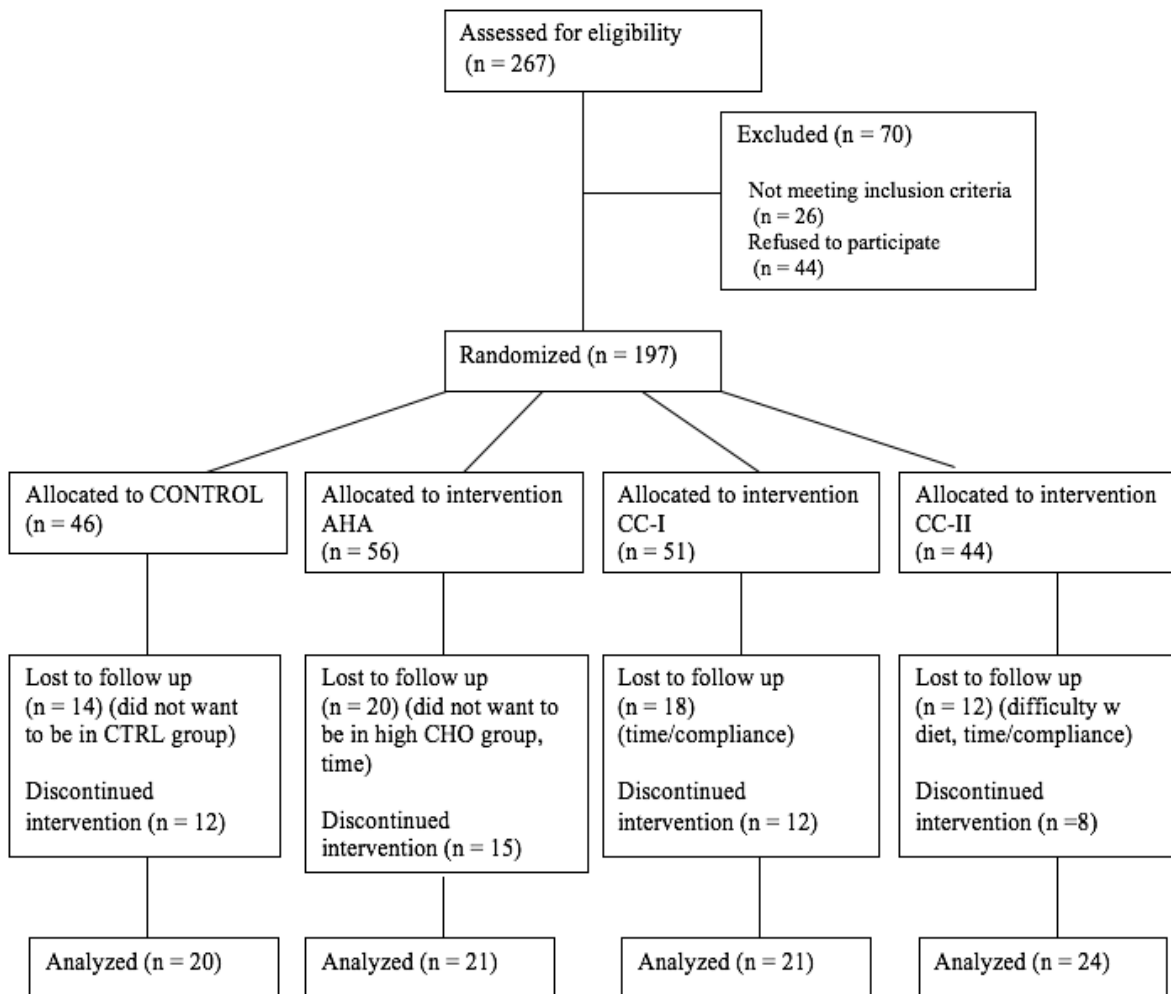 Assessed for eligibility
(n = 267)
Excluded (n = 70)
Not meeting inclusion criteria
(n = 26)
Refused to participate
(n = 44)
Randomized (n = 197)
Allocated to CONTROL
(n = 46)
Allocated to intervention
AHA
(n = 56)
Allocated to intervention
CC-I
(n = 51)
Allocated to intervention
CC-II
(n = 44)
Lost to follow up
(n = 14) (did not want
to be in CTRL group)
Discontinued
intervention (n = 12)
Lost to follow up
(n = 20) (did not want to
be in high CHO group,
time)
Discontinued
intervention (n = 15)
Lost to follow up
(n = 18)
(time/compliance)
Discontinued
intervention (n = 12)
Lost to follow up
(n = 12) (difficulty w
diet, time/compliance)
Discontinued
intervention (n =8)
Analyzed (n = 20)
Analyzed (n = 21)
Analyzed (n = 21)
Analyzed (n = 24)